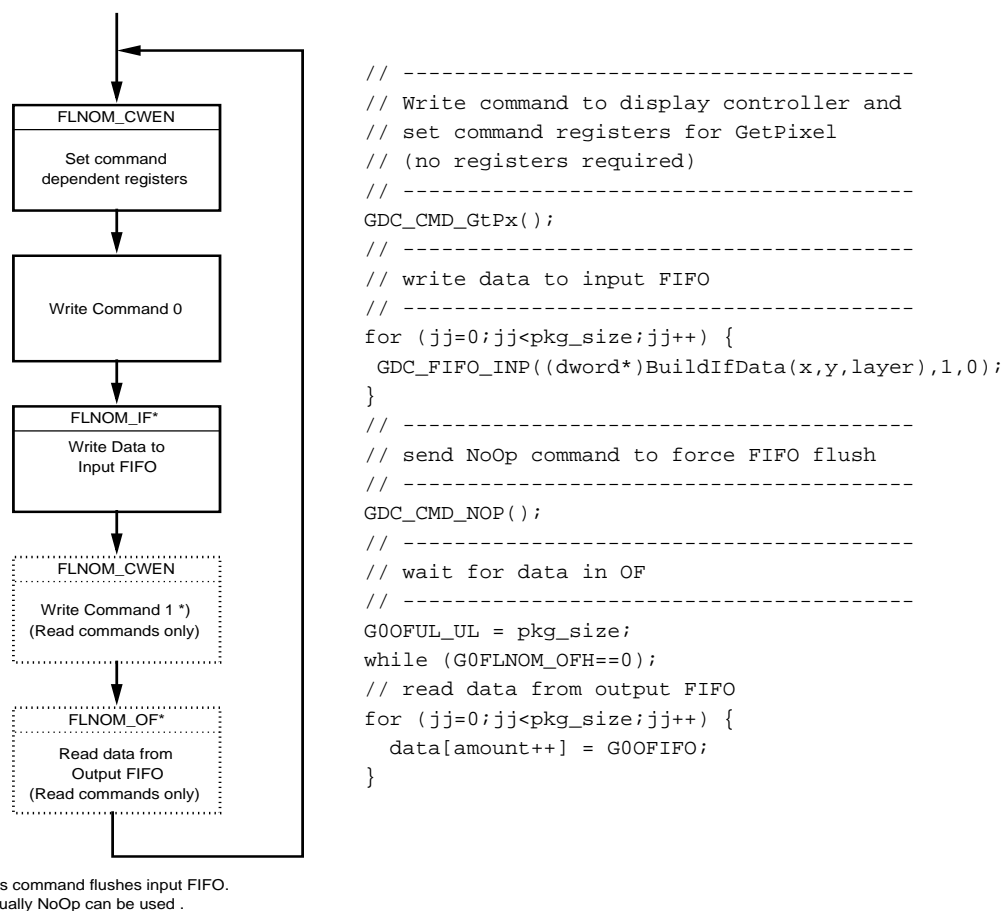 FLNOM_CWEN
Set command
dependent registers
Write Command 0
FLNOM_IF*
Write Data to
Input FIFO
FLNOM_CWEN
Write Command 1 *)
(Read commands only)
FLNOM_OF*
Read data from
Output FIFO
(Read commands only)
command flushes input FIFO.
NoOp can be used .
// ----------------------------------------
// Write command to display controller and
// set command registers for GetPixel
// (no registers required)
// ----------------------------------------
GDC_CMD_GtPx();
// ----------------------------------------
// write data to input FIFO
// ----------------------------------------
for (jj=0;jj<pkg_size;jj++) {
GDC_FIFO_INP((dword*)BuildIfData(x,y,layer),1,0);
}
// ----------------------------------------
// send NoOp command to force FIFO flush
// ----------------------------------------
GDC_CMD_NOP();
// ----------------------------------------
// wait for data in OF
// ----------------------------------------
G0OFUL_UL = pkg_size;
while (G0FLNOM_OFH==0);
// read data from output FIFO
for (jj=0;jj<pkg_size;jj++) {
data[amount++] = G0OFIFO;
}